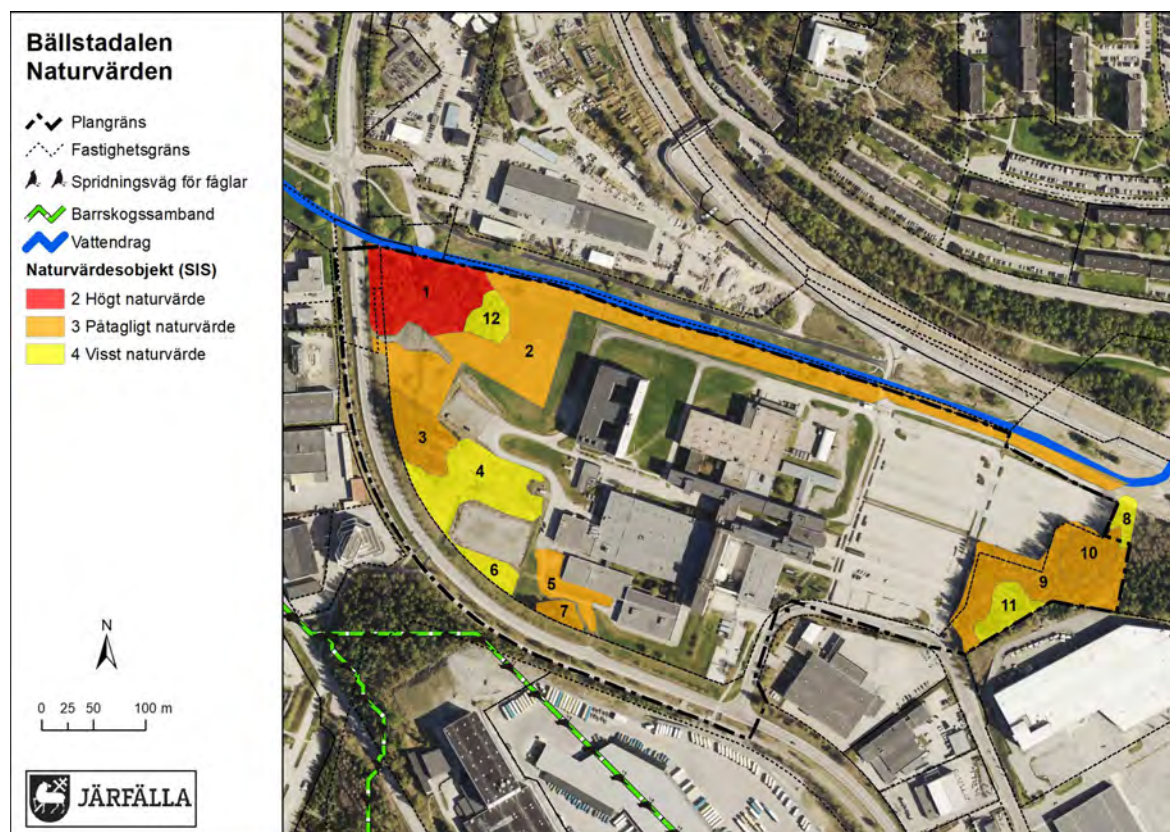 Bällstadalen
Naturvärden
Plangräns
Fastighetsgräns
Spridningsväg för fåglar
Barrskogssamband
Vattendrag
Naturvärdesobjekt (SIS)
2 Högt naturvärde
3 Påtagligt naturvärde
4 Visst naturvärde
N
0 25 50 100 m
JÄRFÄLLA
1
12
2
3
4
8
10
5
9
6
11
7